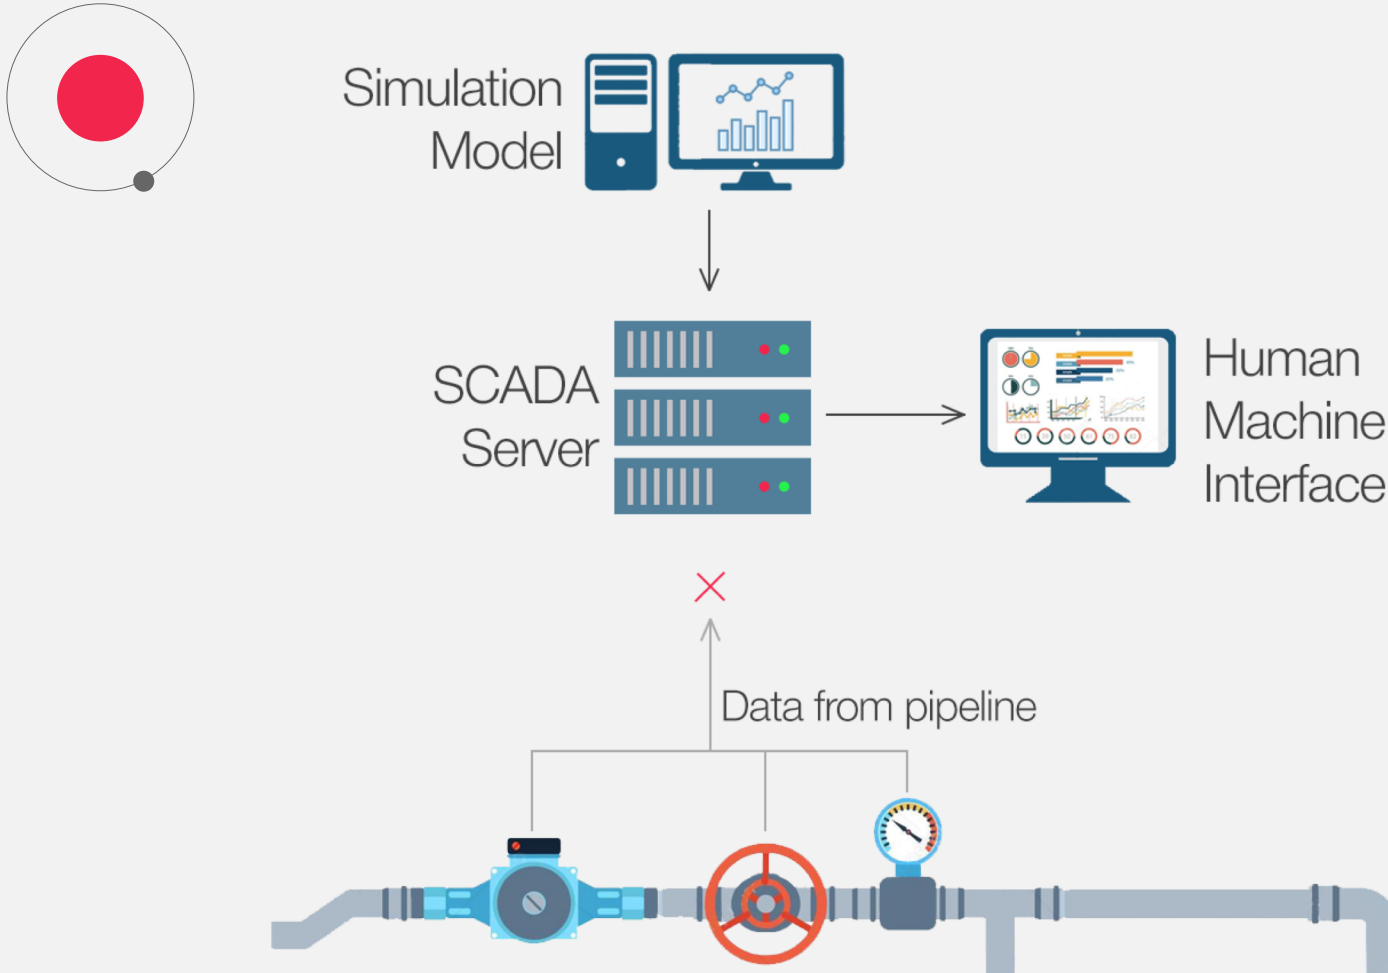 Simulation
Model
SCADA
Server
Human
Machine
Interface
Data from pipeline